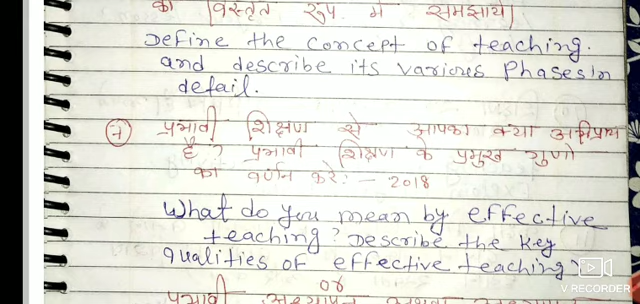 का विस्तृत रूप में समझाये।
Define the concept of teaching.
and describe its various Phases in
defail.
7 प्रभावी शिक्षण से आपका क्या अभिप्राय
है? प्रभावी शिक्षण के प्रमुख गुणो
का वर्णन करे:- 2018
What do you mean by effective
teaching? Describe the key
qualities of effective teaching?
or
प्रभावी
V.RECORDER